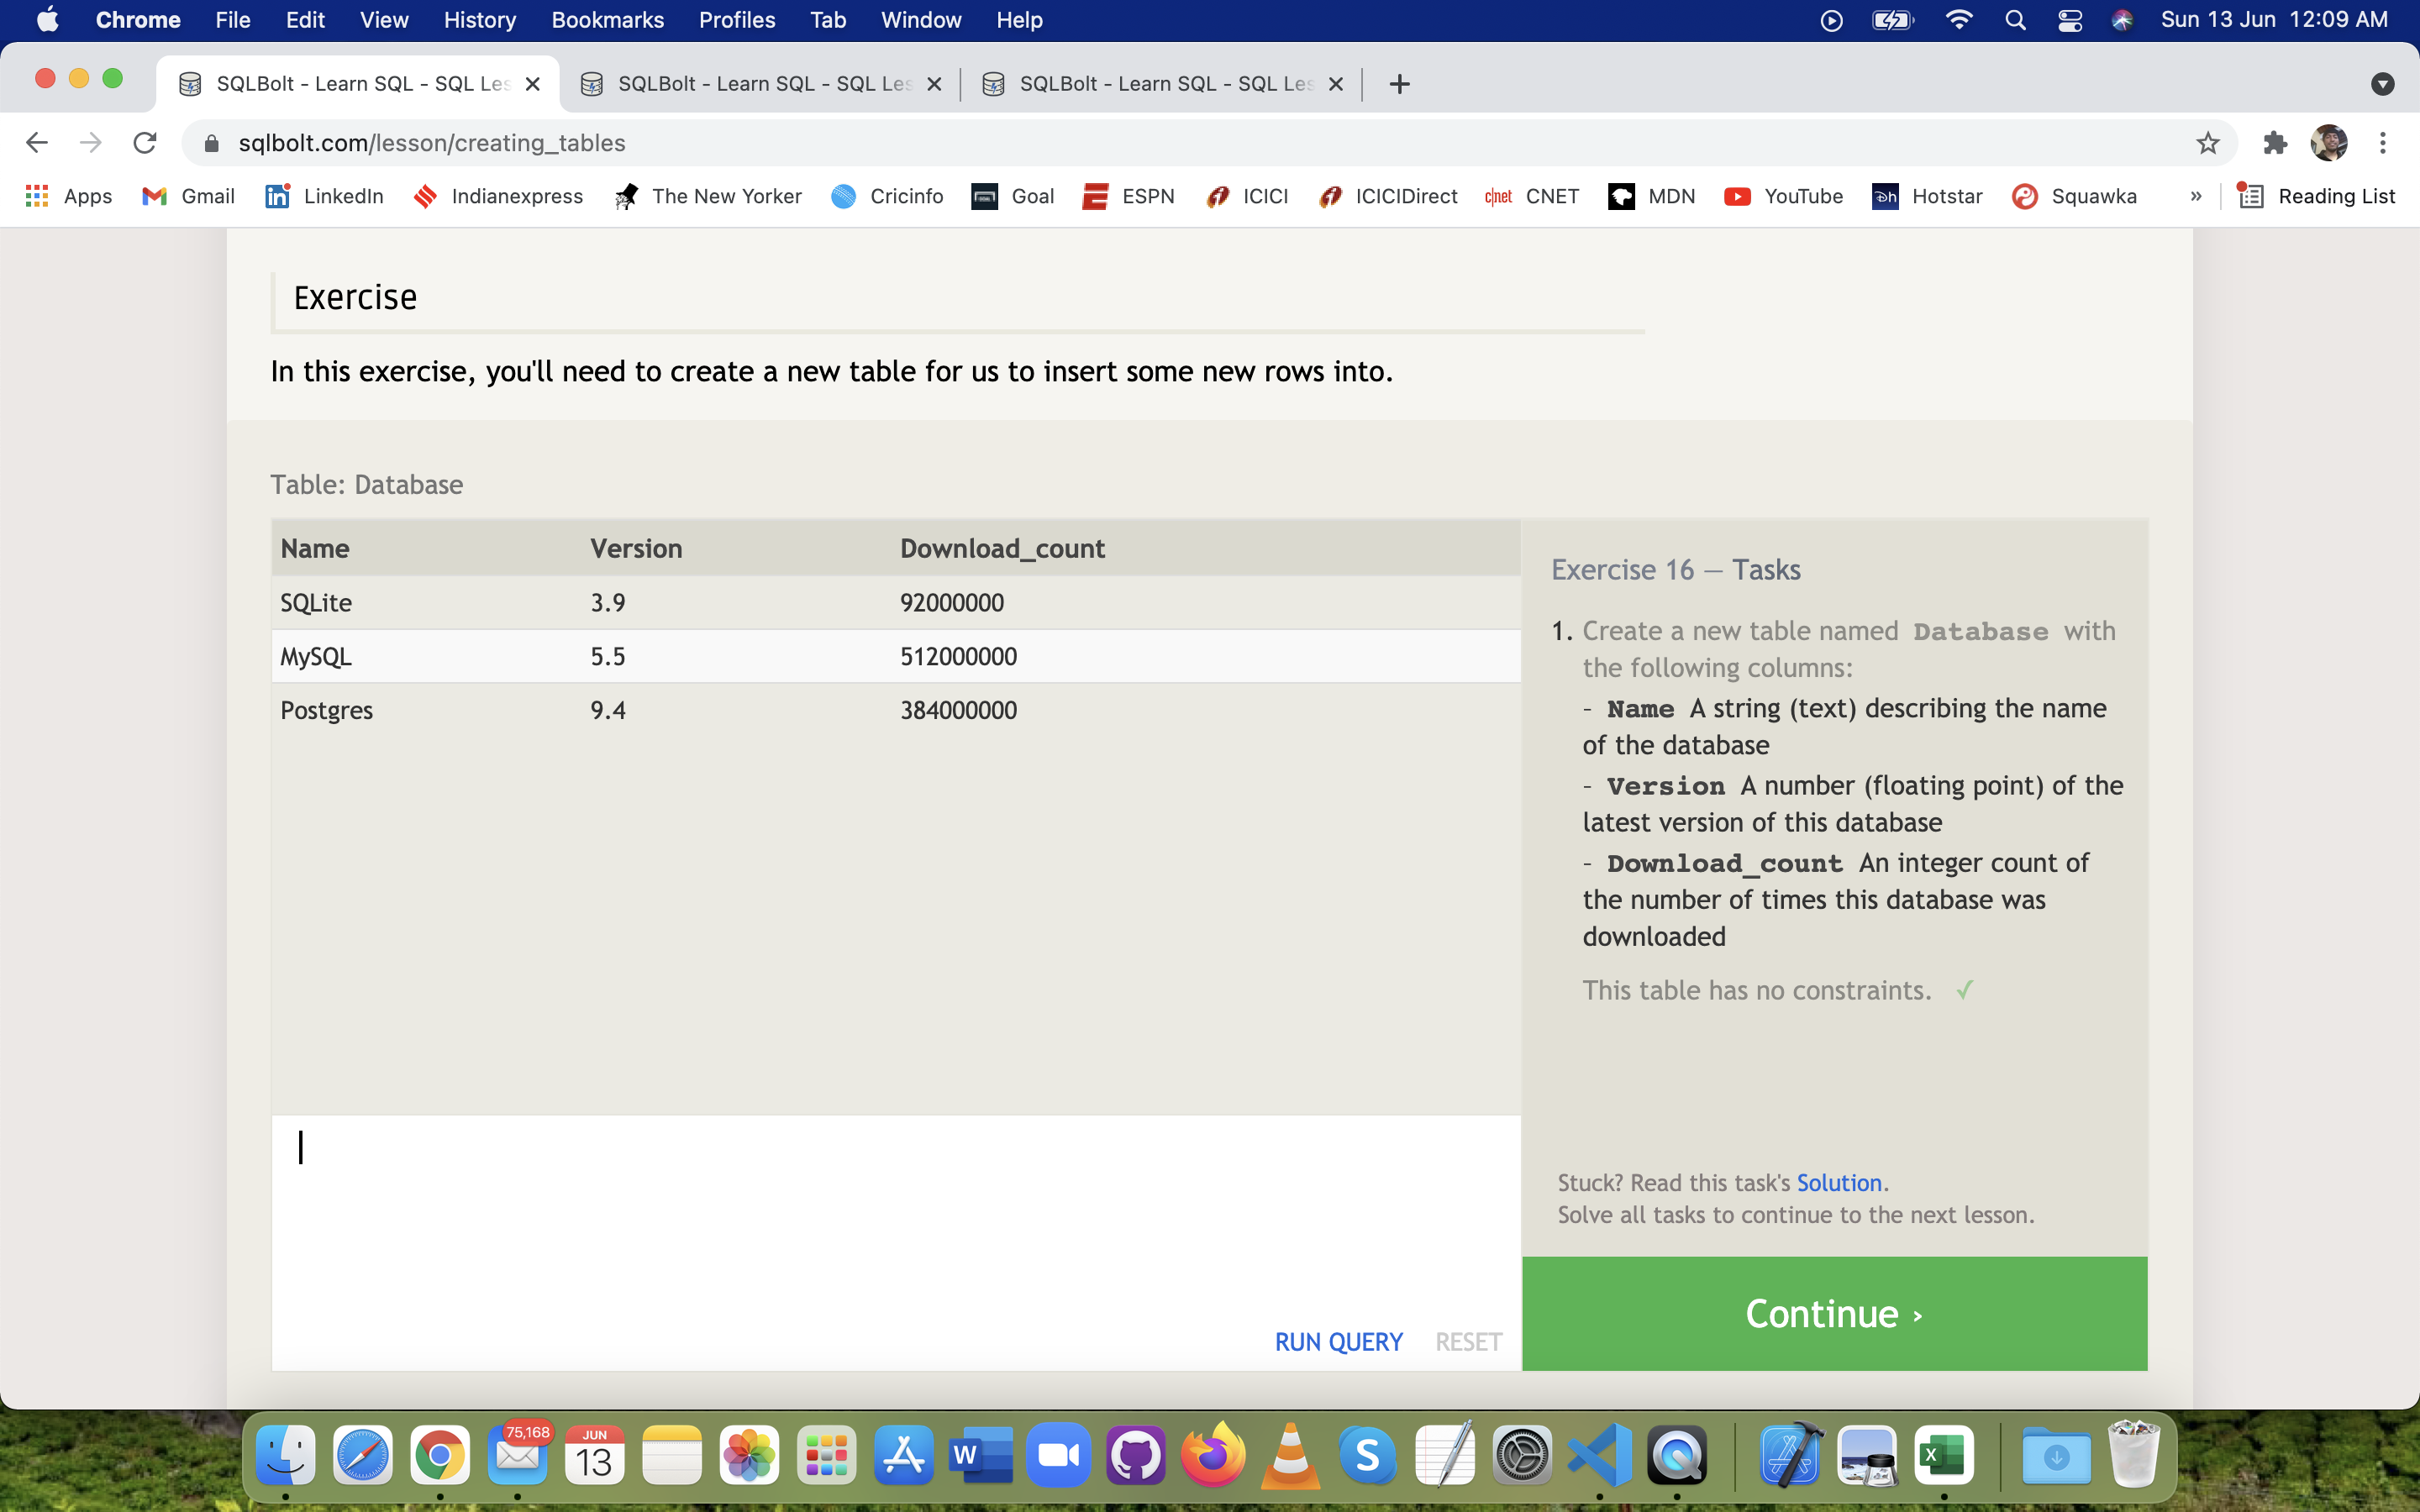 Chrome File Edit View History Bookmarks Profiles Tab Window Help Sun 13 Jun 12:09 AM
SQLBolt - Learn SQL - SQL Les SQLBolt - Learn SQL - SQL Les SQLBolt - Learn SQL - SQL Les
sqlbolt.com/lesson/creating_tables
Apps Gmail LinkedIn Indianexpress The New Yorker Cricinfo Goal ESPN ICICI ICICIDirect CNET MDN YouTube Hotstar Squawka » Reading List
Exercise
In this exercise, you'll need to create a new table for us to insert some new rows into.
Table: Database
Name Version Download_count
SQLite 3.9 92000000
MySQL 5.5 512000000
Postgres 9.4 384000000
Exercise 16 — Tasks
1. Create a new table named Database with
the following columns:
- Name A string (text) describing the name
of the database
- Version A number (floating point) of the
latest version of this database
- Download_count An integer count of
the number of times this database was
downloaded
This table has no constraints. ✓
Stuck? Read this task's Solution.
Solve all tasks to continue to the next lesson.
RUN QUERY RESET
Continue ›
75,168
JUN
13